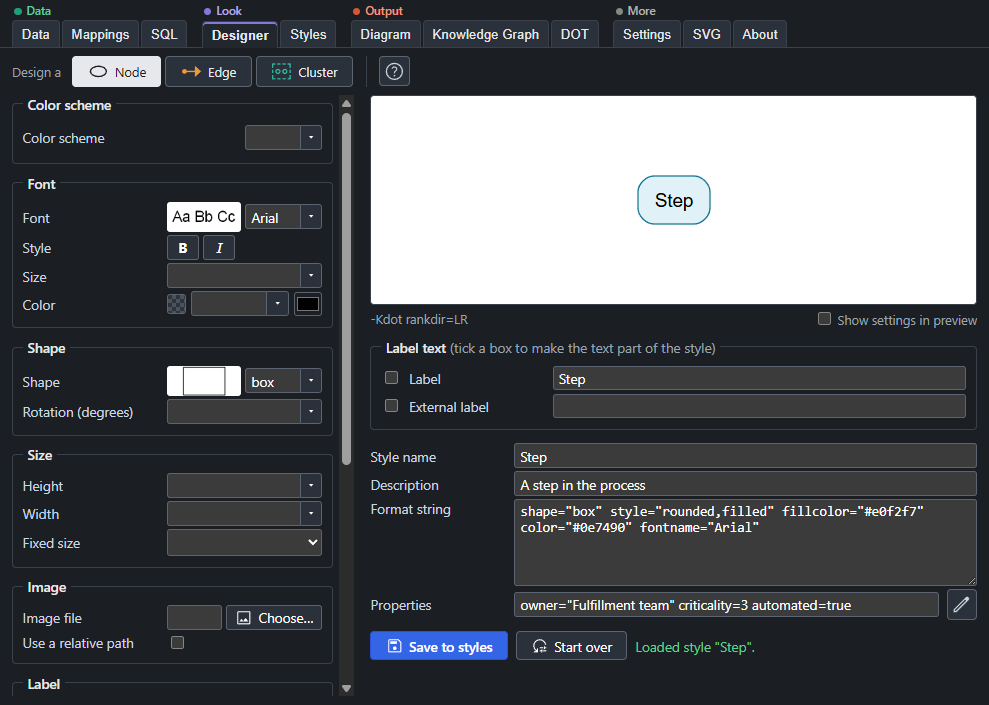 Data
Look
Output
More
Data
Mappings
SQL
Designer
Styles
Diagram
Knowledge Graph
DOT
Settings
SVG
About
Design a
Node
Edge
Cluster
?
Color scheme
Color scheme
Font
Font
Aa Bb Cc
Arial
Style
B
I
Size
Color
Shape
Shape
box
Rotation (degrees)
Size
Height
Width
Fixed size
Image
Image file
Choose...
Use a relative path
Label
Step
-Kdot rankdir=LR
Show settings in preview
Label text (tick a box to make the text part of the style)
Label
Step
External label
Style name
Step
Description
A step in the process
Format string
shape="box" style="rounded,filled" fillcolor="#e0f2f7"
color="#0e7490" fontname="Arial"
Properties
owner="Fulfillment team" criticality=3 automated=true
Save to styles
Start over
Loaded style "Step".